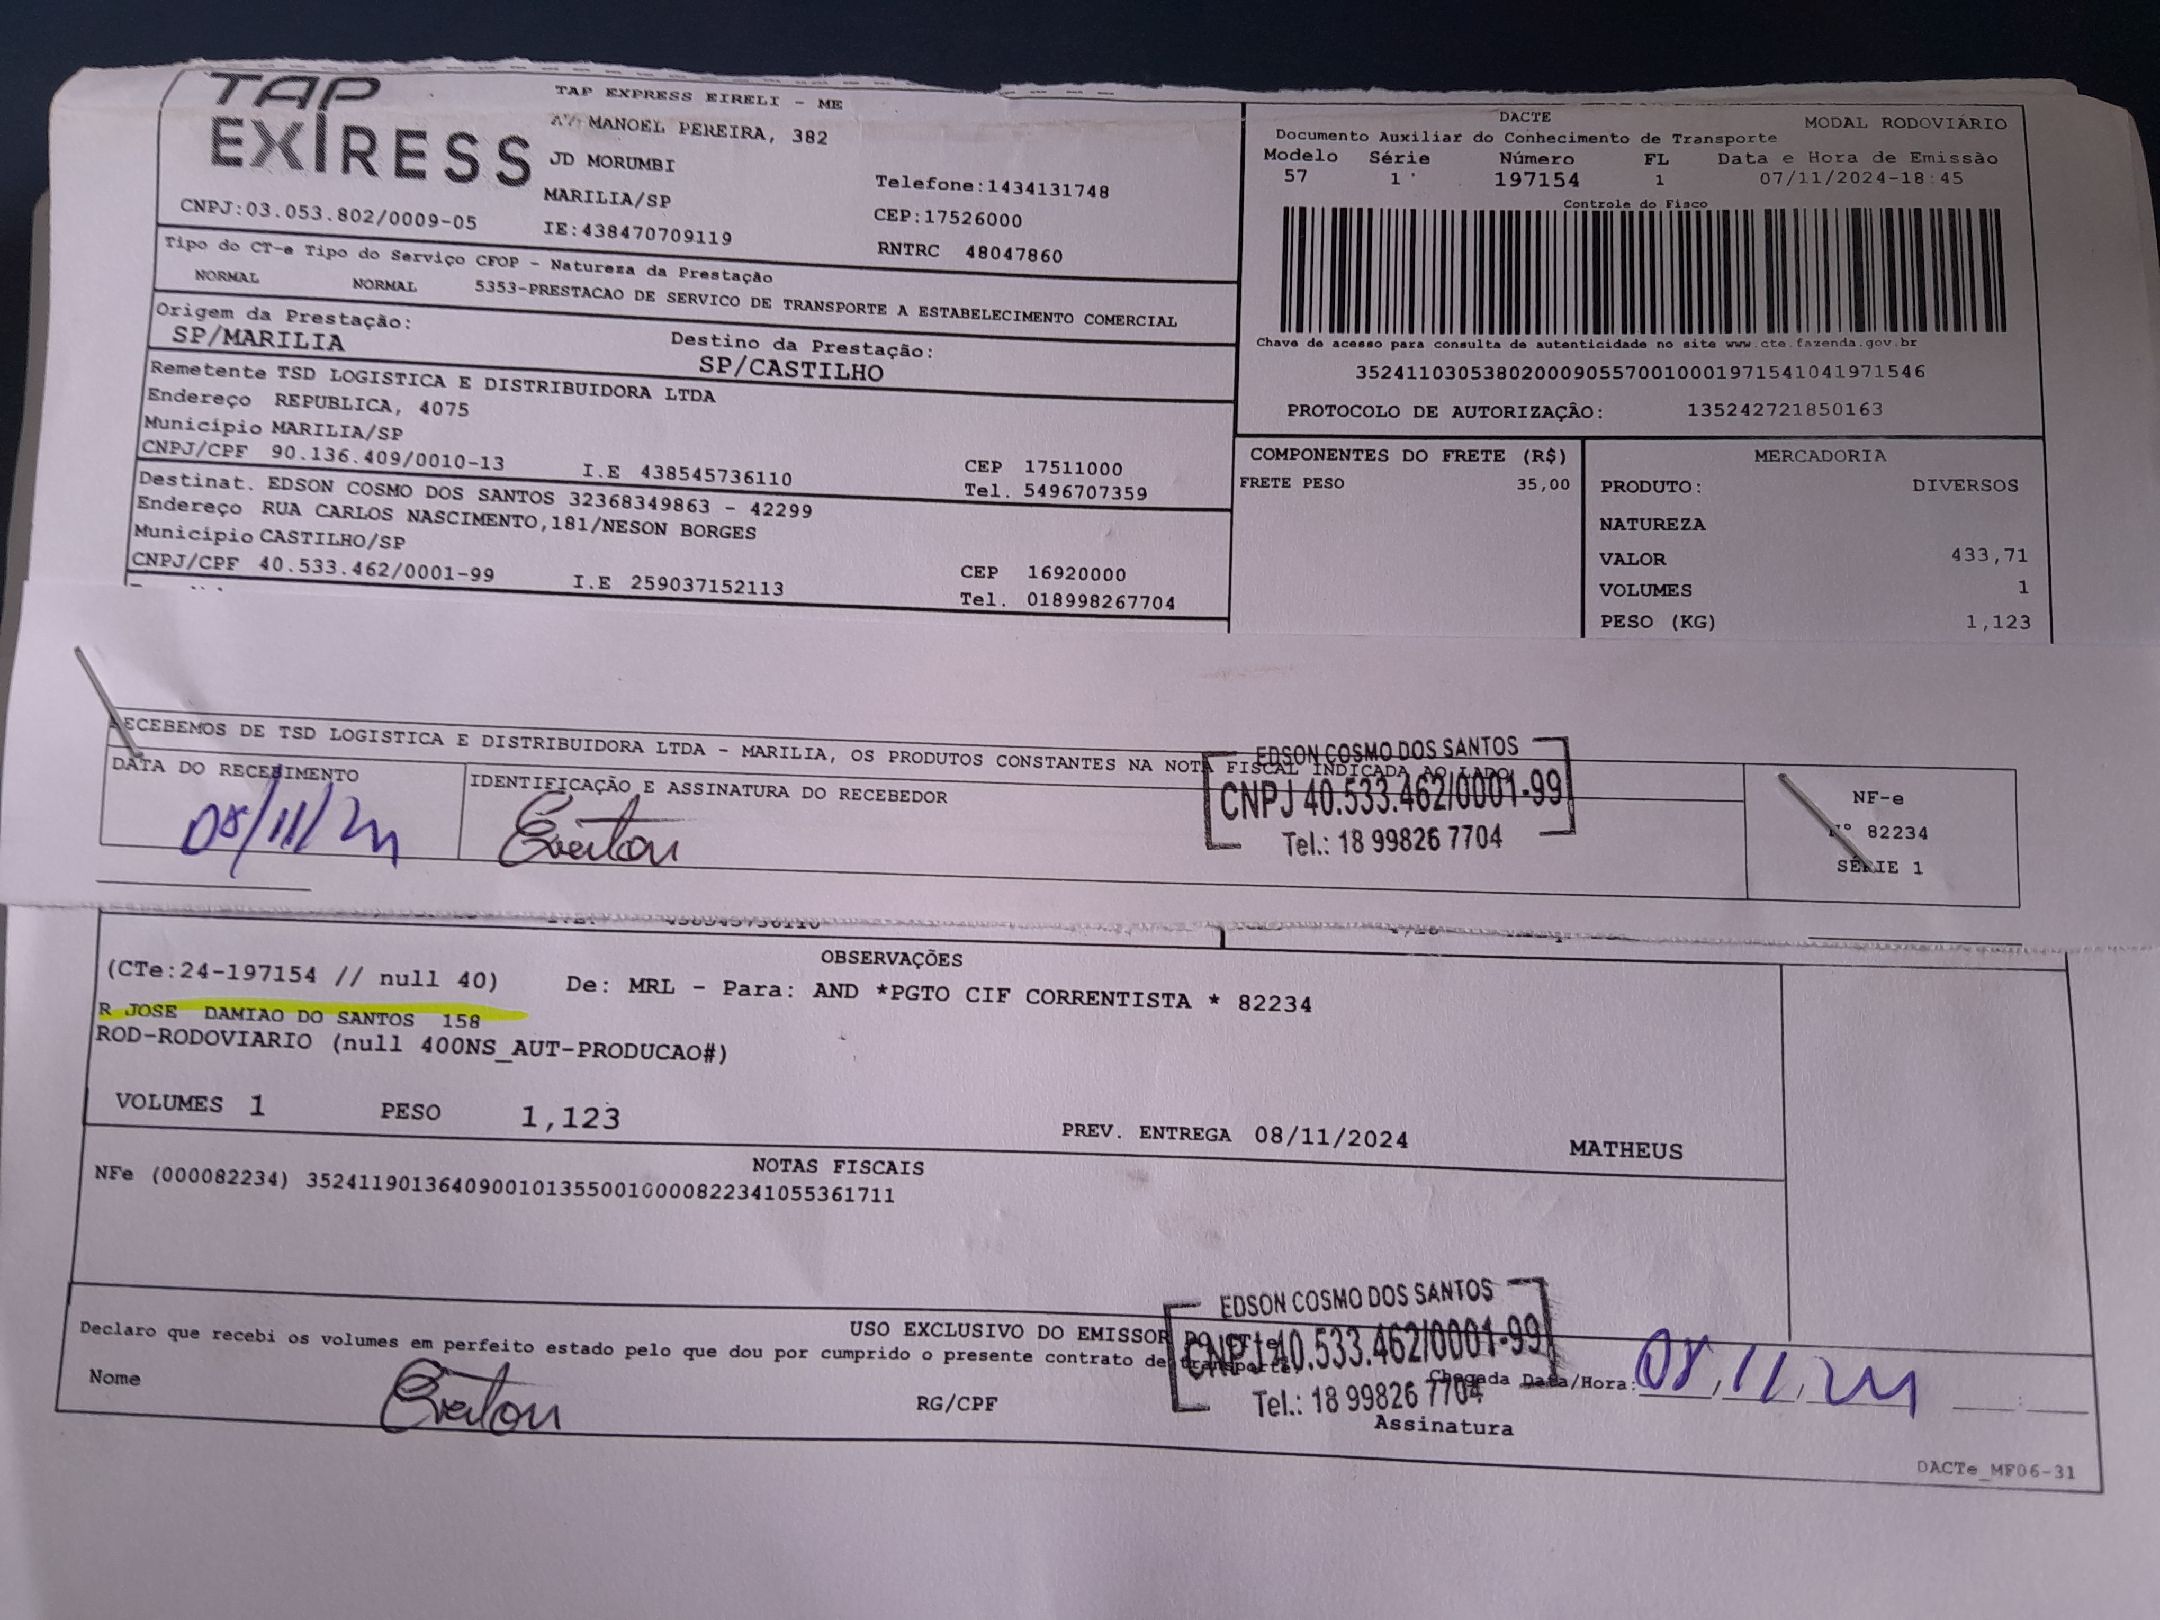 TAP
EXPRESS
TAP EXPRESS EIRELI - ME
MANOEL PEREIRA, 382
JD MORUMBI
MARILIA/SP
Telefone:1434131748
CEP:17526000
CNPJ:03.053.802/0009-05
IE:438470709119
RNTRC 48047860
Tipo do CT-e Tipo do Serviço CFOP - Natureza da Prestação
NORMAL NORMAL 5353-PRESTACAO DE SERVICO DE TRANSPORTE A ESTABELECIMENTO COMERCIAL
Origem da Prestação:
SP/MARILIA
Destino da Prestação:
SP/CASTILHO
Remetente TSD LOGISTICA E DISTRIBUIDORA LTDA
Endereço REPUBLICA, 4075
Município MARILIA/SP
CNPJ/CPF 90.136.409/0010-13 I.E 438545736110
CEP 17511000
Tel. 5496707359
Destinat. EDSON COSMO DOS SANTOS 32368349863 - 42299
Endereço RUA CARLOS NASCIMENTO,181/NESON BORGES
Município CASTILHO/SP
CNPJ/CPF 40.533.462/0001-99 I.E 259037152113
CEP 16920000
Tel. 018998267704
DACTE
Documento Auxiliar do Conhecimento de Transporte
MODAL RODOVIÁRIO
Modelo Série Número FL Data e Hora de Emissão
57 1 197154 1 07/11/2024-18:45
Controle do Fisco
Chave de acesso para consulta de autenticidade no site www.cte.fazenda.gov.br
35241103053802000905570010001971541041971546
PROTOCOLO DE AUTORIZAÇÃO: 135242721850163
COMPONENTES DO FRETE (R$)
FRETE PESO 35,00
MERCADORIA
PRODUTO: DIVERSOS
NATUREZA
VALOR 433,71
VOLUMES 1
PESO (KG) 1,123
RECEBEMOS DE TSD LOGISTICA E DISTRIBUIDORA LTDA - MARILIA, OS PRODUTOS CONSTANTES NA NOTA FISCAL INDICADA AO LADO
DATA DO RECEBIMENTO
08/11/24
IDENTIFICAÇÃO E ASSINATURA DO RECEBEDOR
Everton
EDSON COSMO DOS SANTOS
CNPJ 40.533.462/0001-99
Tel.: 18 99826 7704
NF-e
Nº 82234
SÉRIE 1
OBSERVAÇÕES
(CTe:24-197154 // null 40) De: MRL - Para: AND *PGTO CIF CORRENTISTA * 82234
R JOSE DAMIAO DO SANTOS 158
ROD-RODOVIARIO (null 400NS_AUT-PRODUCAO#)
VOLUMES 1 PESO 1,123
PREV. ENTREGA 08/11/2024 MATHEUS
NOTAS FISCAIS
NFe (000082234) 35241190136409001013550010000822341055361711
USO EXCLUSIVO DO EMISSOR DO CT-e
Declaro que recebi os volumes em perfeito estado pelo que dou por cumprido o presente contrato de transporte
EDSON COSMO DOS SANTOS
CNPJ 40.533.462/0001-99
Tel.: 18 99826 7704
Nome Everton
RG/CPF
Assinatura
Chegada Data/Hora: 08/11/24
DACTe_MF06-31